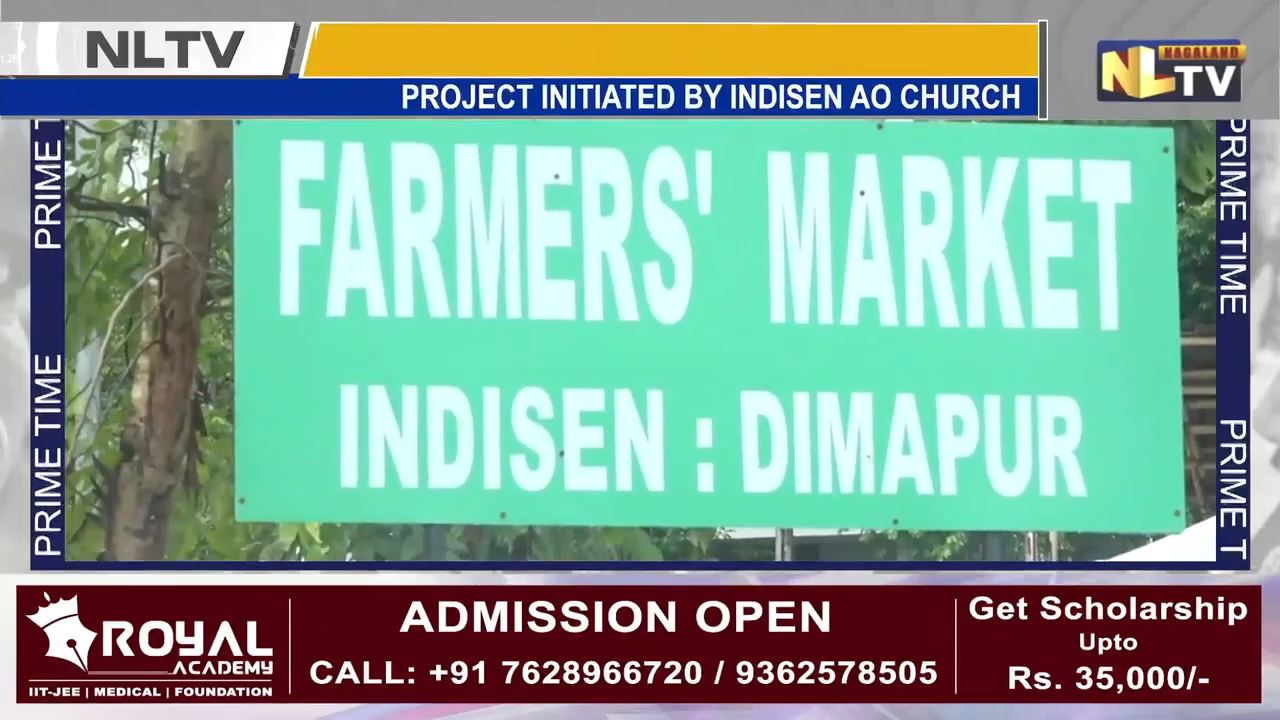 NLTV
PROJECT INITIATED BY INDISEN AO CHURCH
NAGALAND
NLTV
PRIME T
PRIME TIME
FARMERS' MARKET
INDISEN : DIMAPUR
PRIME TIME
PRIME T
ROYAL
ACADEMY
IIT-JEE | MEDICAL | FOUNDATION
ADMISSION OPEN
CALL: +91 7628966720 / 9362578505
Get Scholarship
Upto
Rs. 35,000/-